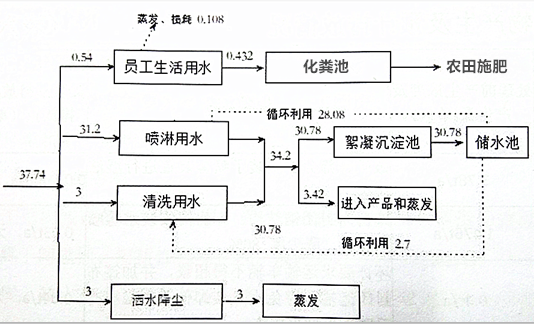 蒸发、损耗 0.108
0.54
员工生活用水
0.432
化粪池
农田施肥
循环利用 28.08
31.2
喷淋用水
30.78
絮凝沉淀池
30.78
储水池
34.2
37.74
3
清洗用水
3.42
进入产品和蒸发
30.78
循环利用 2.7
3
洒水降尘
3
蒸发